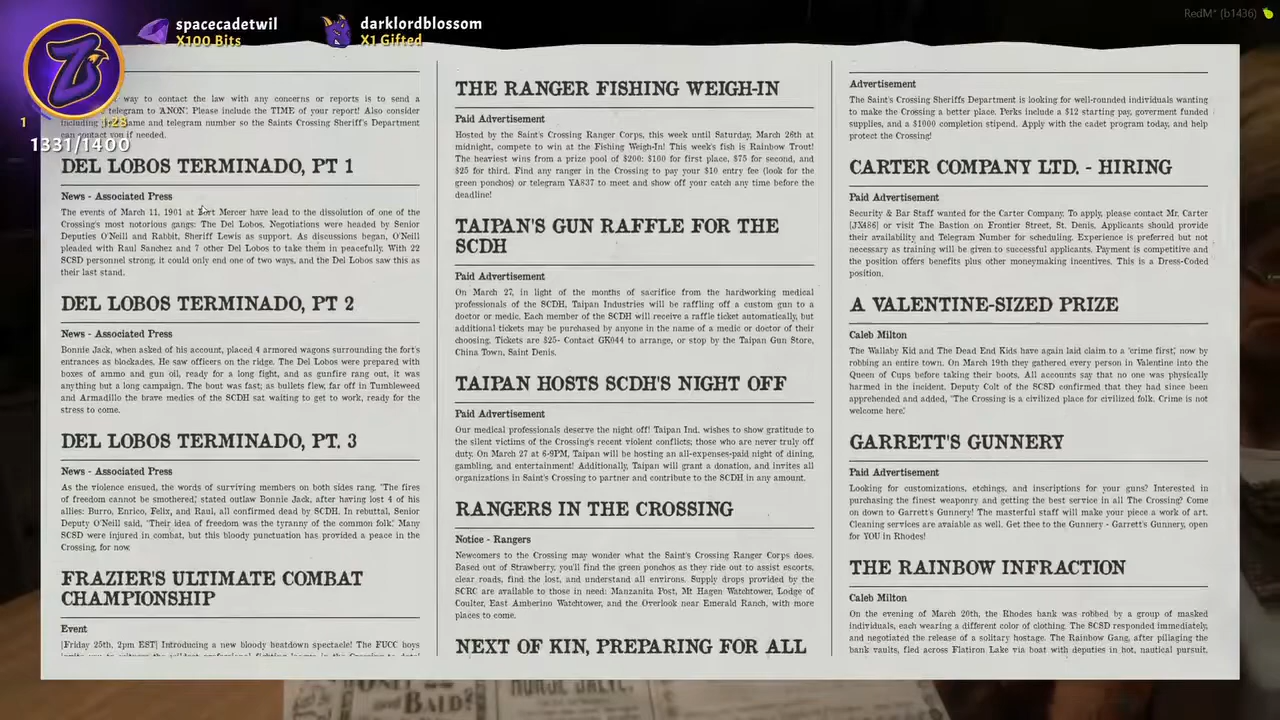 spacecadetwil
X100 Bits
darklordblossom
X1 Gifted
RedM* (b1436)
1
1:28
1331/1400
way to contact the law with any concerns or reports is to send a
telegram to 'ANON'. Please include the TIME of your report! Also consider
including name and telegram number so the Saints Crossing Sheriff's Department
can contact you if needed.
DEL LOBOS TERMINADO, PT 1
News - Associated Press
The events of March 11, 1901 at Fort Mercer have lead to the dissolution of one of the
Crossing's most notorious gangs: The Del Lobos. Negotiations were headed by Senior
Deputies O'Neill and Rabbit, Sheriff Lewis as support. As discussions began, O'Neill
pleaded with Raul Sanchez and 7 other Del Lobos to take them in peacefully. With 22
SCSD personnel strong, it could only end one of two ways, and the Del Lobos saw this as
their last stand.
DEL LOBOS TERMINADO, PT 2
News - Associated Press
Bonnie Jack, when asked of his account, placed 4 armored wagons surrounding the fort's
entrances as blockades. He saw officers on the ridge. The Del Lobos were prepared with
boxes of ammo and gun oil, ready for a long fight, and as gunfire rang out, it was
anything but a long campaign. The bout was fast; as bullets flew, far off in Tumbleweed
and Armadillo the brave medics of the SCDH sat waiting to get to work, ready for the
stress to come.
DEL LOBOS TERMINADO, PT. 3
News - Associated Press
As the violence ensued, the words of surviving members on both sides rang. "The fires
of freedom cannot be smothered,' stated outlaw Bonnie Jack, after having lost 4 of his
allies: Burro, Enrico, Felix, and Raul, all confirmed dead by SCDH. In rebuttal, Senior
Deputy O'Neill said, 'Their idea of freedom was the tyranny of the common folk.' Many
SCSD were injured in combat, but this bloody punctuation has provided a peace in the
Crossing, for now.
FRAZIER'S ULTIMATE COMBAT
CHAMPIONSHIP
Event
[Friday 25th, 2pm EST] Introducing a new bloody beatdown spectacle! The FUCC boys
THE RANGER FISHING WEIGH-IN
Paid Advertisement
Hosted by the Saint's Crossing Ranger Corps, this week until Saturday, March 26th at
midnight, compete to win at the Fishing Weigh-In! This week's fish is Rainbow Trout!
The heaviest wins from a prize pool of $200: $100 for first place, $75 for second, and
$25 for third. Find any ranger in the Crossing to pay your $10 entry fee (look for the
green ponchos) or telegram YA837 to meet and show off your catch any time before the
deadline!
TAIPAN'S GUN RAFFLE FOR THE
SCDH
Paid Advertisement
On March 27, in light of the months of sacrifice from the hardworking medical
professionals of the SCDH, Taipan Industries will be raffling off a custom gun to a
doctor or medic. Each member of the SCDH will receive a raffle ticket automatically, but
additional tickets may be purchased by anyone in the name of a medic or doctor of their
choosing. Tickets are $25- Contact GK044 to arrange, or stop by the Taipan Gun Store,
China Town, Saint Denis.
TAIPAN HOSTS SCDH'S NIGHT OFF
Paid Advertisement
Our medical professionals deserve the night off! Taipan Ind. wishes to show gratitude to
the silent victims of the Crossing's recent violent conflicts; those who are never truly off
duty. On March 27 at 6-9PM, Taipan will be hosting an all-expenses-paid night of dining,
gambling, and entertainment! Additionally, Taipan will grant a donation, and invites all
organizations in Saint's Crossing to partner and contribute to the SCDH in any amount.
RANGERS IN THE CROSSING
Notice - Rangers
Newcomers to the Crossing may wonder what the Saint's Crossing Ranger Corps does.
Based out of Strawberry, you'll find the green ponchos as they ride out to assist escorts,
clear roads, find the lost, and understand all environs. Supply drops provided by the
SCRC are available to those in need: Manzanita Post, Mt Hagen Watchtower, Lodge of
Coulter, East Amberino Watchtower, and the Overlook near Emerald Ranch, with more
places to come.
NEXT OF KIN, PREPARING FOR ALL
Advertisement
The Saint's Crossing Sheriffs Department is looking for well-rounded individuals wanting
to make the Crossing a better place. Perks include a $12 starting pay, goverment funded
supplies, and a $1000 completion stipend. Apply with the cadet program today, and help
protect the Crossing!
CARTER COMPANY LTD. - HIRING
Paid Advertisement
Security & Bar Staff wanted for the Carter Company. To apply, please contact Mr. Carter
[JX486] or visit The Bastion on Frontier Street, St. Denis. Applicants should provide
their availability and Telegram Number for scheduling. Experience is preferred but not
necessary as training will be given to successful applicants. Payment is competitive and
the position offers benefits plus other moneymaking incentives. This is a Dress-Coded
position.
A VALENTINE-SIZED PRIZE
Caleb Milton
The Wallaby Kid and The Dead End Kids have again laid claim to a 'crime first,' now by
robbing an entire town. On March 19th they gathered every person in Valentine into the
Queen of Cups before taking their boots. All accounts say that no one was physically
harmed in the incident. Deputy Colt of the SCSD confirmed that they had since been
apprehended and added, 'The Crossing is a civilized place for civilized folk. Crime is not
welcome here.'
GARRETT'S GUNNERY
Paid Advertisement
Looking for customizations, etchings, and inscriptions for your guns? Interested in
purchasing the finest weaponry and getting the best service in all The Crossing? Come
on down to Garrett's Gunnery! The masterful staff will make your piece a work of art.
Cleaning services are avaiable as well. Get thee to the Gunnery - Garrett's Gunnery, open
for YOU in Rhodes!
THE RAINBOW INFRACTION
Caleb Milton
On the evening of March 20th, the Rhodes bank was robbed by a group of masked
individuals, each wearing a different color of clothing. The SCSD responded immediately,
and negotiated the release of a solitary hostage. The Rainbow Gang, after pillaging the
bank vaults, fled across Flatiron Lake via boat with deputies in hot, nautical pursuit.
and BALD?